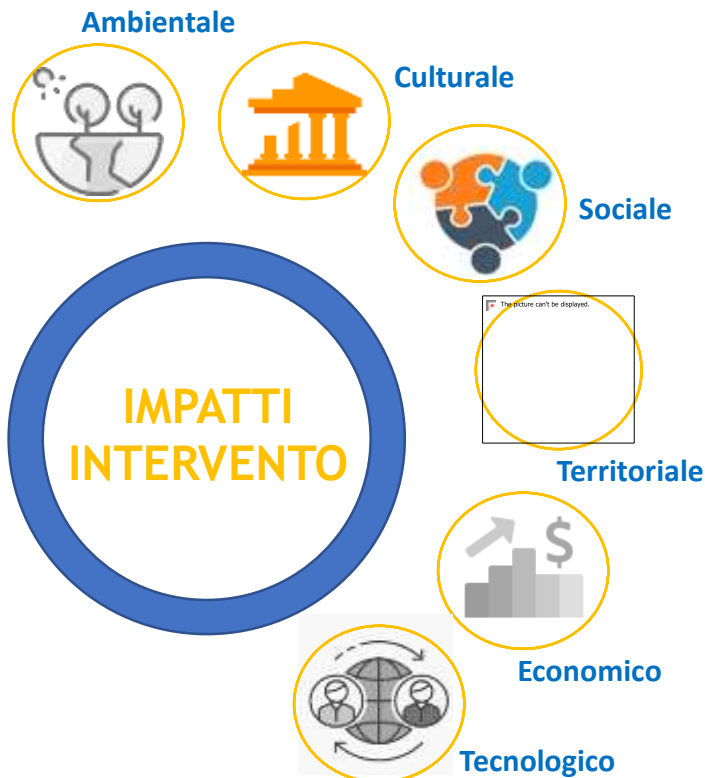 Ambientale
Culturale
Sociale
The picture can't be displayed.
IMPATTI
INTERVENTO
Territoriale
$
Economico
Tecnologico